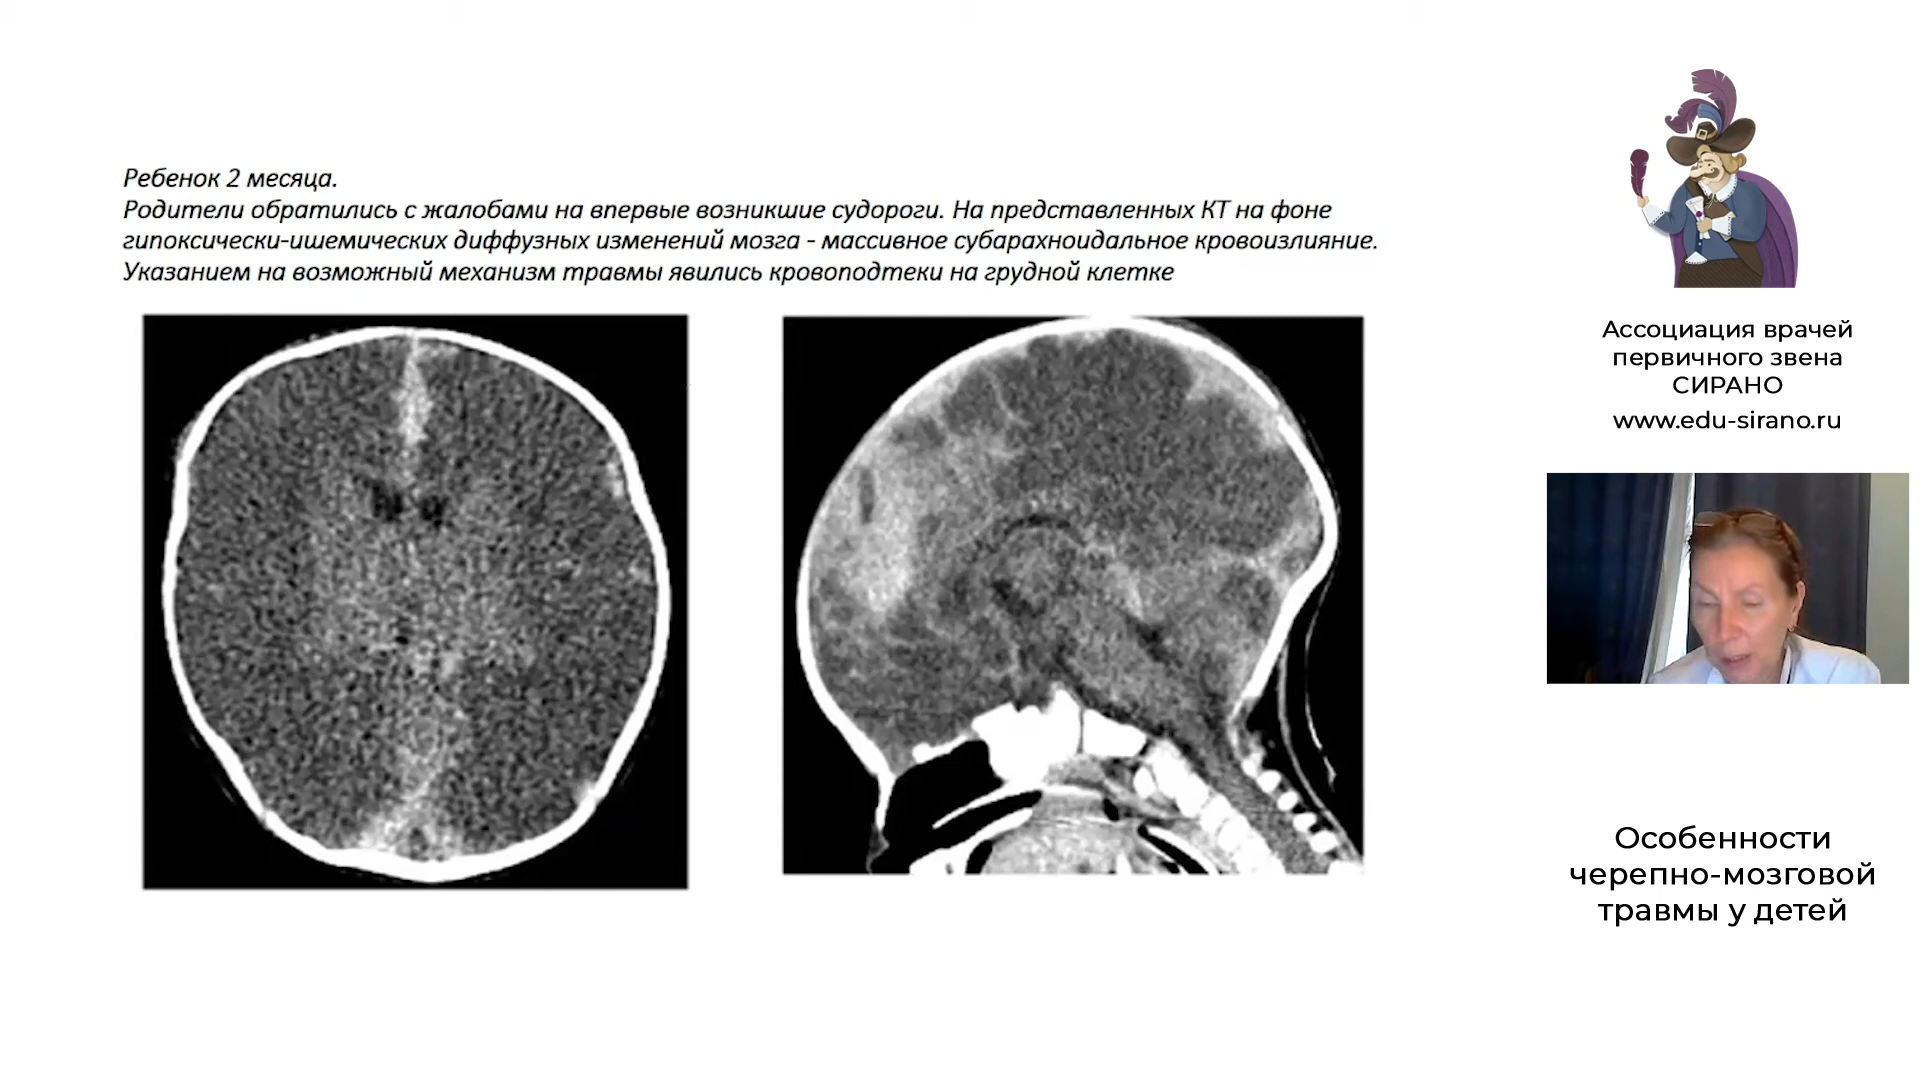 Ребенок 2 месяца.
Родители обратились с жалобами на впервые возникшие судороги. На представленных КТ на фоне
гипоксически-ишемических диффузных изменений мозга - массивное субарахноидальное кровоизлияние.
Указанием на возможный механизм травмы явились кровоподтеки на грудной клетке
Ассоциация врачей
первичного звена
СИРАНО
www.edu-sirano.ru
Особенности
черепно-мозговой
травмы у детей